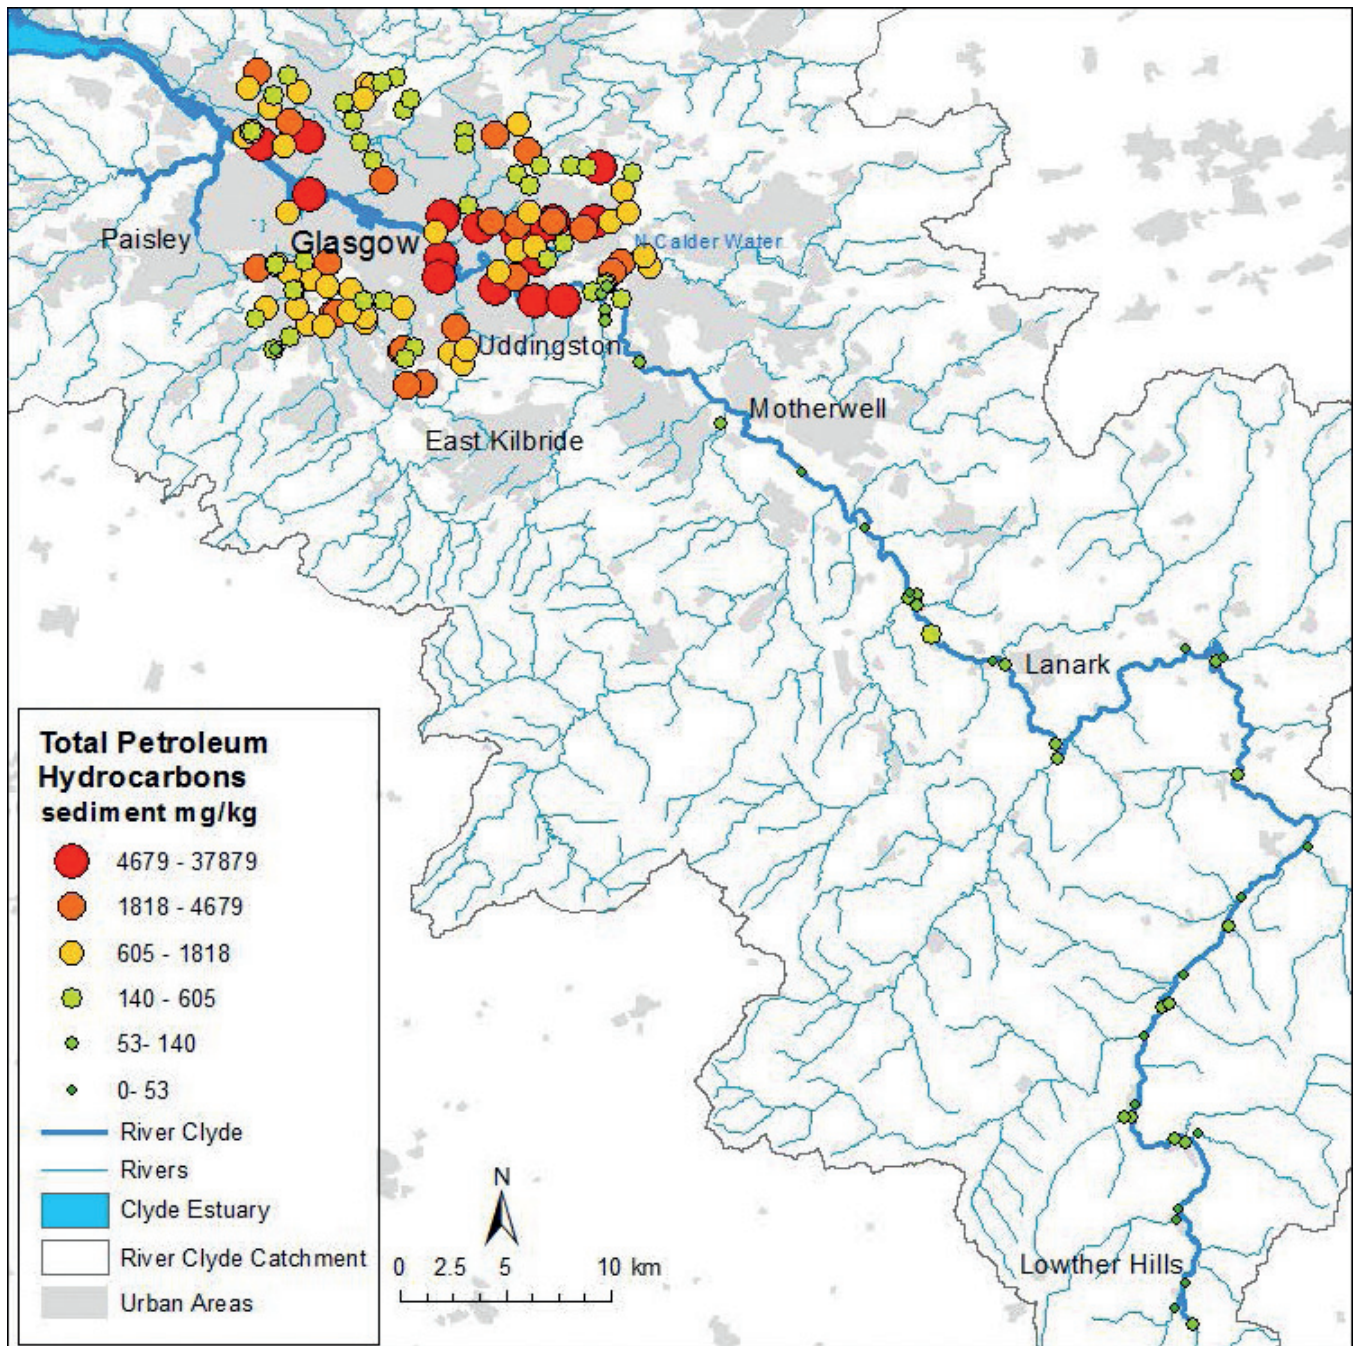 Paisley
Glasgow
N Calder Water
Uddingston
Motherwell
East Kilbride
Lanark
Total Petroleum
Hydrocarbons
sediment mg/kg
4679 - 37879
1818 - 4679
605 - 1818
140 - 605
53- 140
0- 53
River Clyde
Rivers
Clyde Estuary
River Clyde Catchment
Urban Areas
N
0 2.5 5 10 km
Lowther Hills